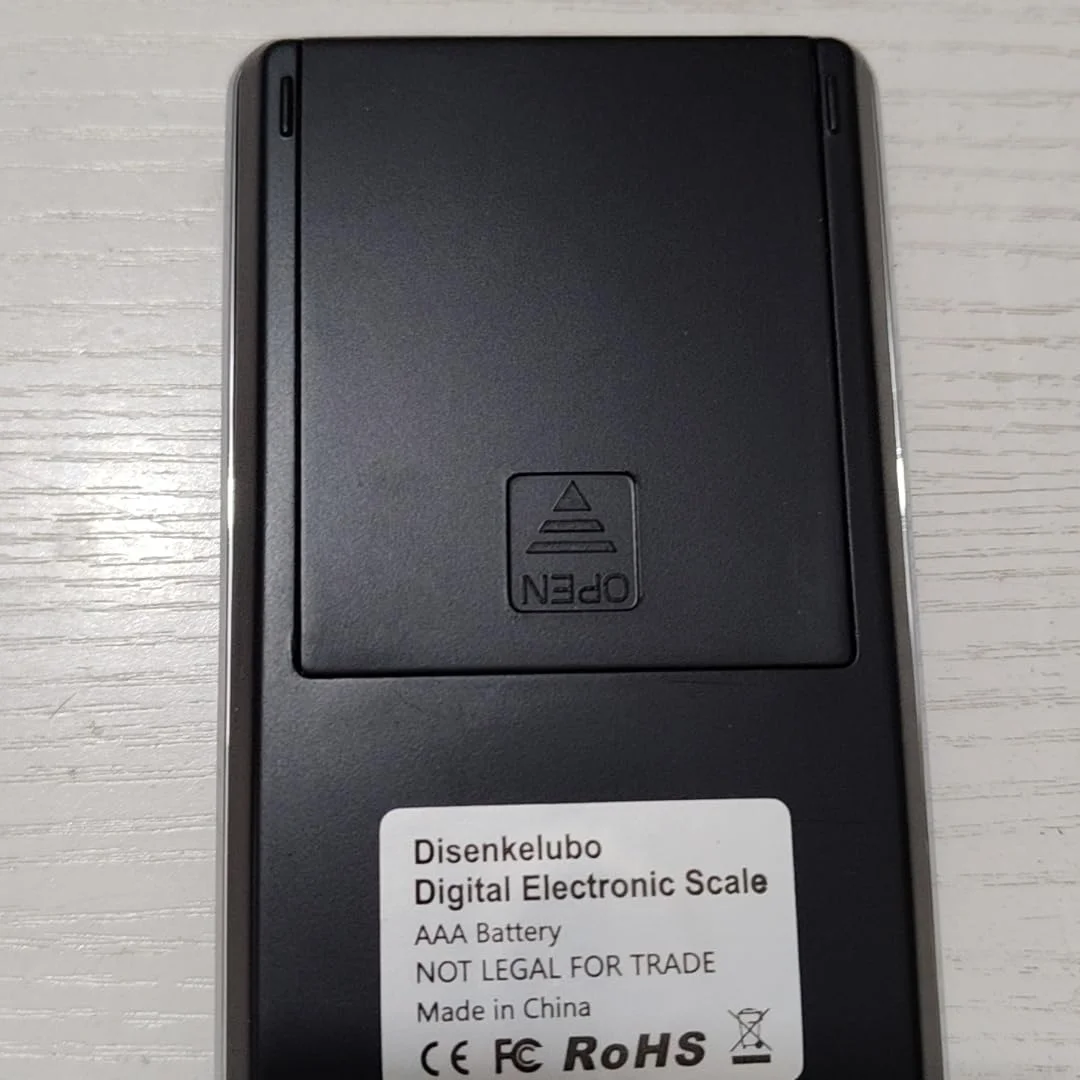 OPEN
Disenkelubo
Digital Electronic Scale
AAA Battery
NOT LEGAL FOR TRADE
Made in China
CE FC RoHS